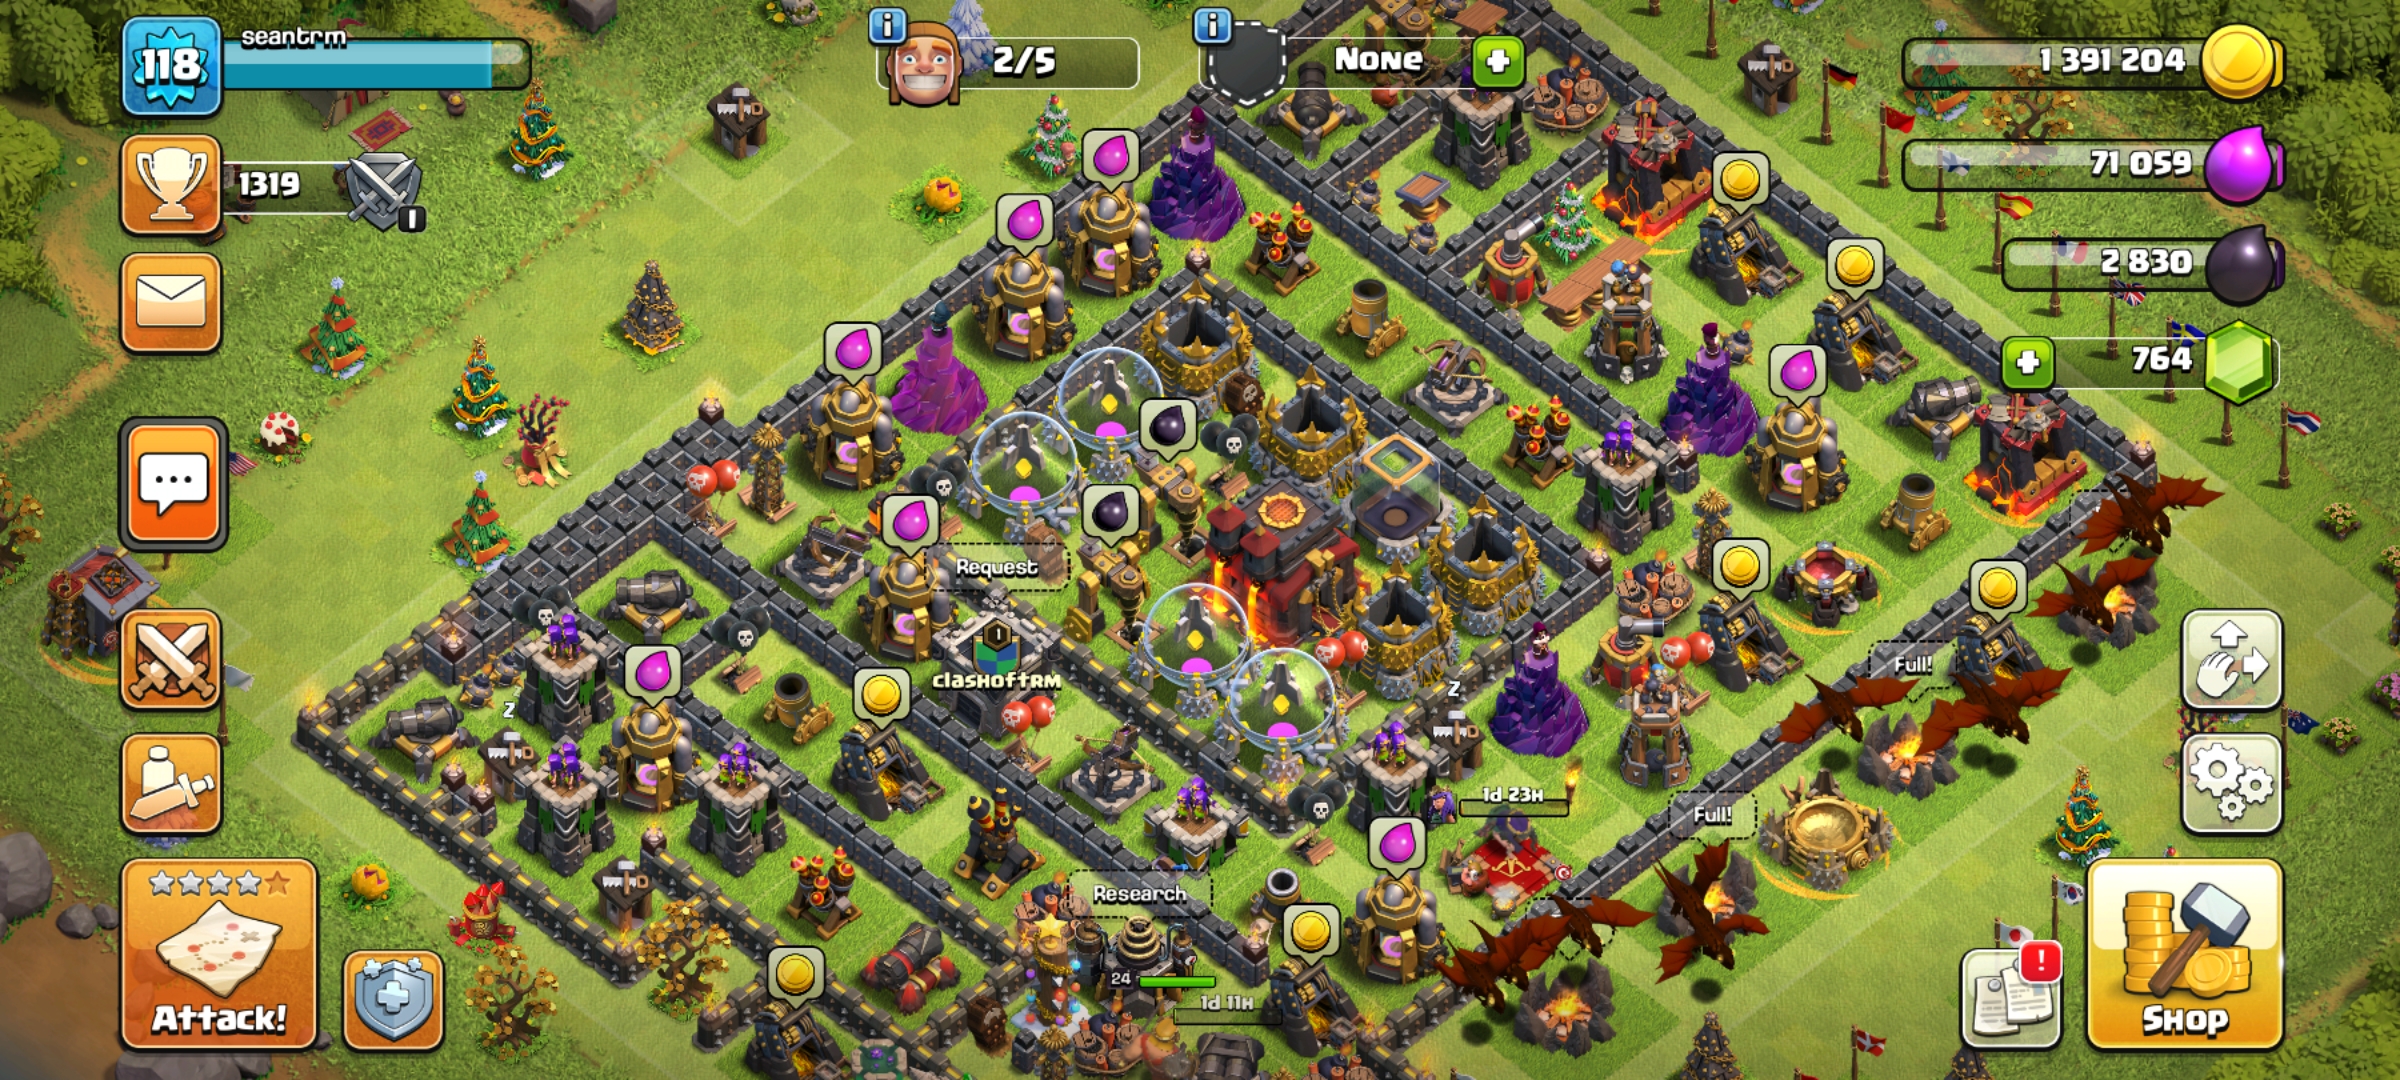 118
seantrm
i
2/5
i
None
+
1 391 204
1319
I
71 059
2 830
+
764
Request
1
clashoftrm
Z
Z
Full!
1d 23H
Full!
Research
24
1d 11H
Attack!
!
Shop